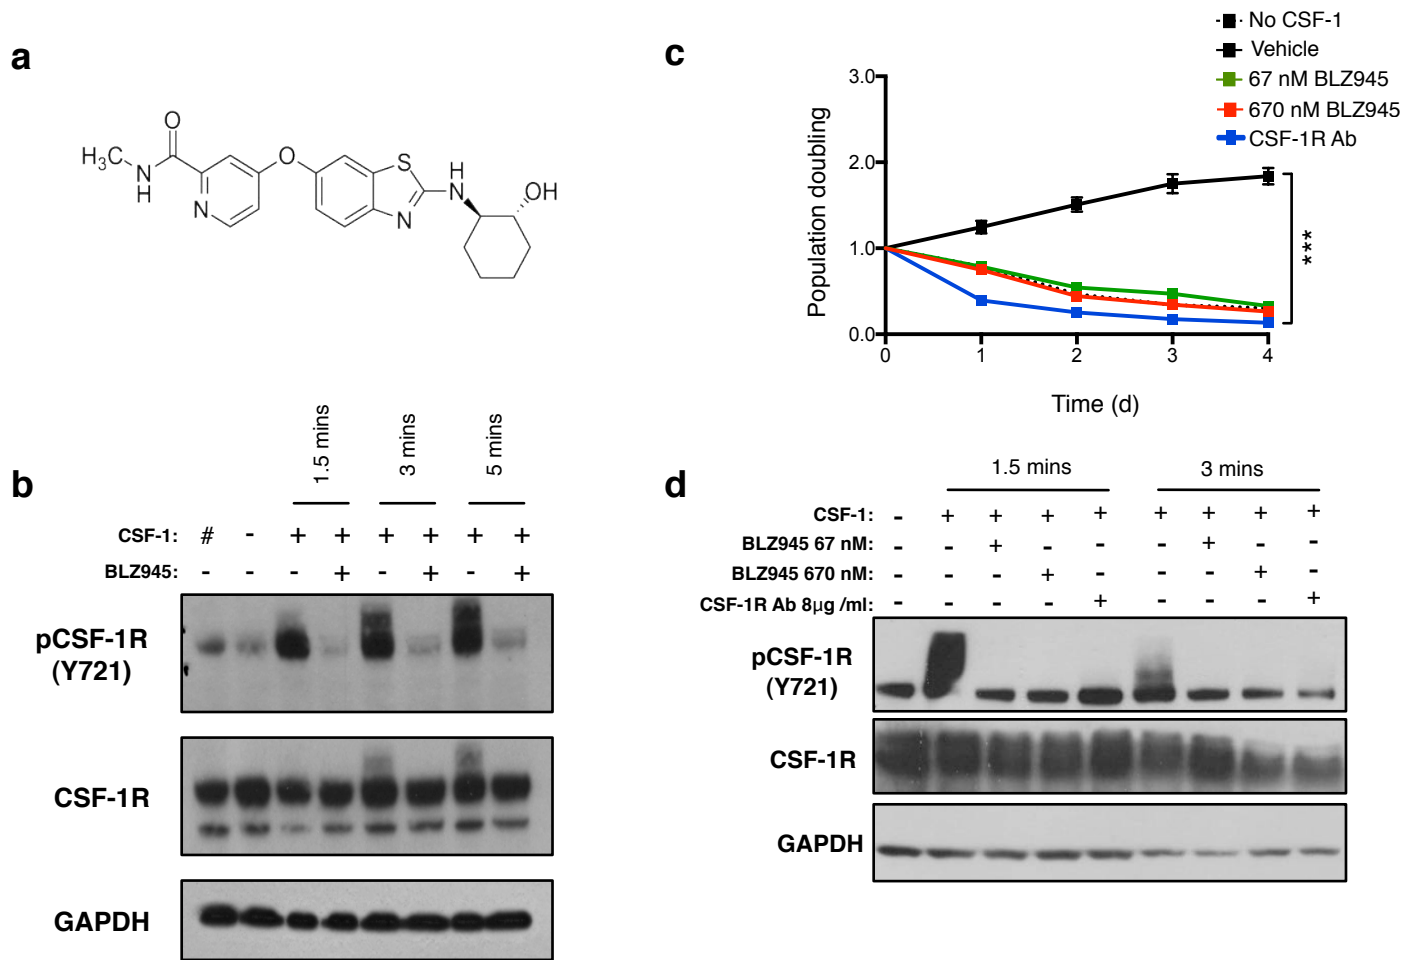 a
O
H₃C
N
H
N
O
S
N
H
N
OH
c
No CSF-1
Vehicle
67 nM BLZ945
670 nM BLZ945
CSF-1R Ab
Population doubling
3.0
2.0
1.0
0.0
0 1 2 3 4
Time (d)
***
b
1.5 mins 3 mins 5 mins
CSF-1: # - + + + + + +
BLZ945: - - - + - + - +
pCSF-1R
(Y721)
CSF-1R
GAPDH
d
1.5 mins 3 mins
CSF-1: - + + + + + + + +
BLZ945 67 nM: - - + - - - + - -
BLZ945 670 nM: - - - + - - - + -
CSF-1R Ab 8μg /ml: - - - - + - - - +
pCSF-1R
(Y721)
CSF-1R
GAPDH